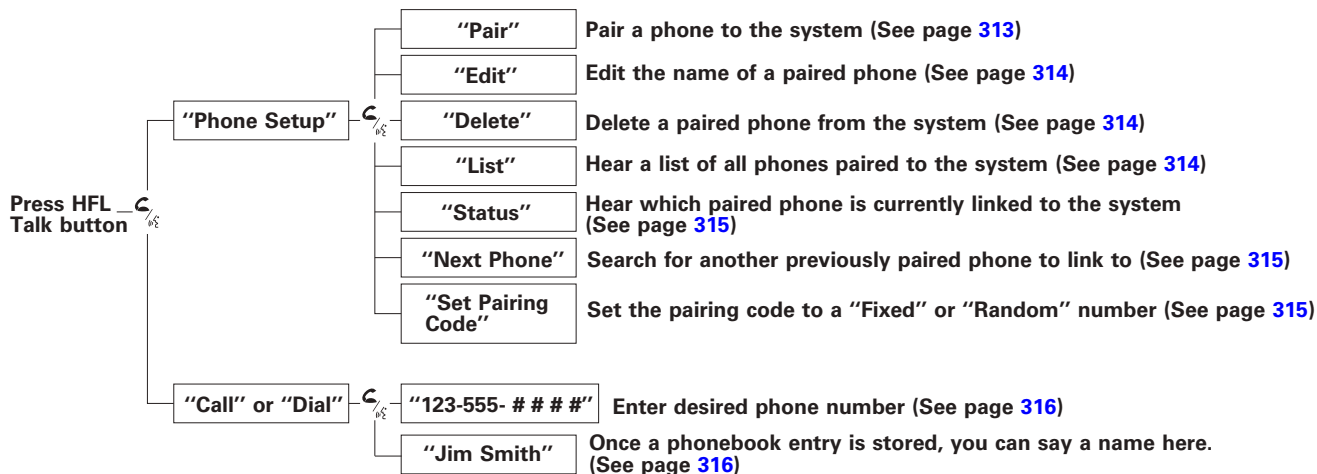 "Pair" Pair a phone to the system (See page 313)
"Edit" Edit the name of a paired phone (See page 314)
"Phone Setup" "Delete" Delete a paired phone from the system (See page 314)
"List" Hear a list of all phones paired to the system (See page 314)
Press HFL
Talk button
"Status" Hear which paired phone is currently linked to the system
(See page 315)
"Next Phone" Search for another previously paired phone to link to (See page 315)
"Set Pairing
Code"
Set the pairing code to a "Fixed" or "Random" number (See page 315)
"Call" or "Dial" "123-555- # # # #" Enter desired phone number (See page 316)
"Jim Smith" Once a phonebook entry is stored, you can say a name here.
(See page 316)